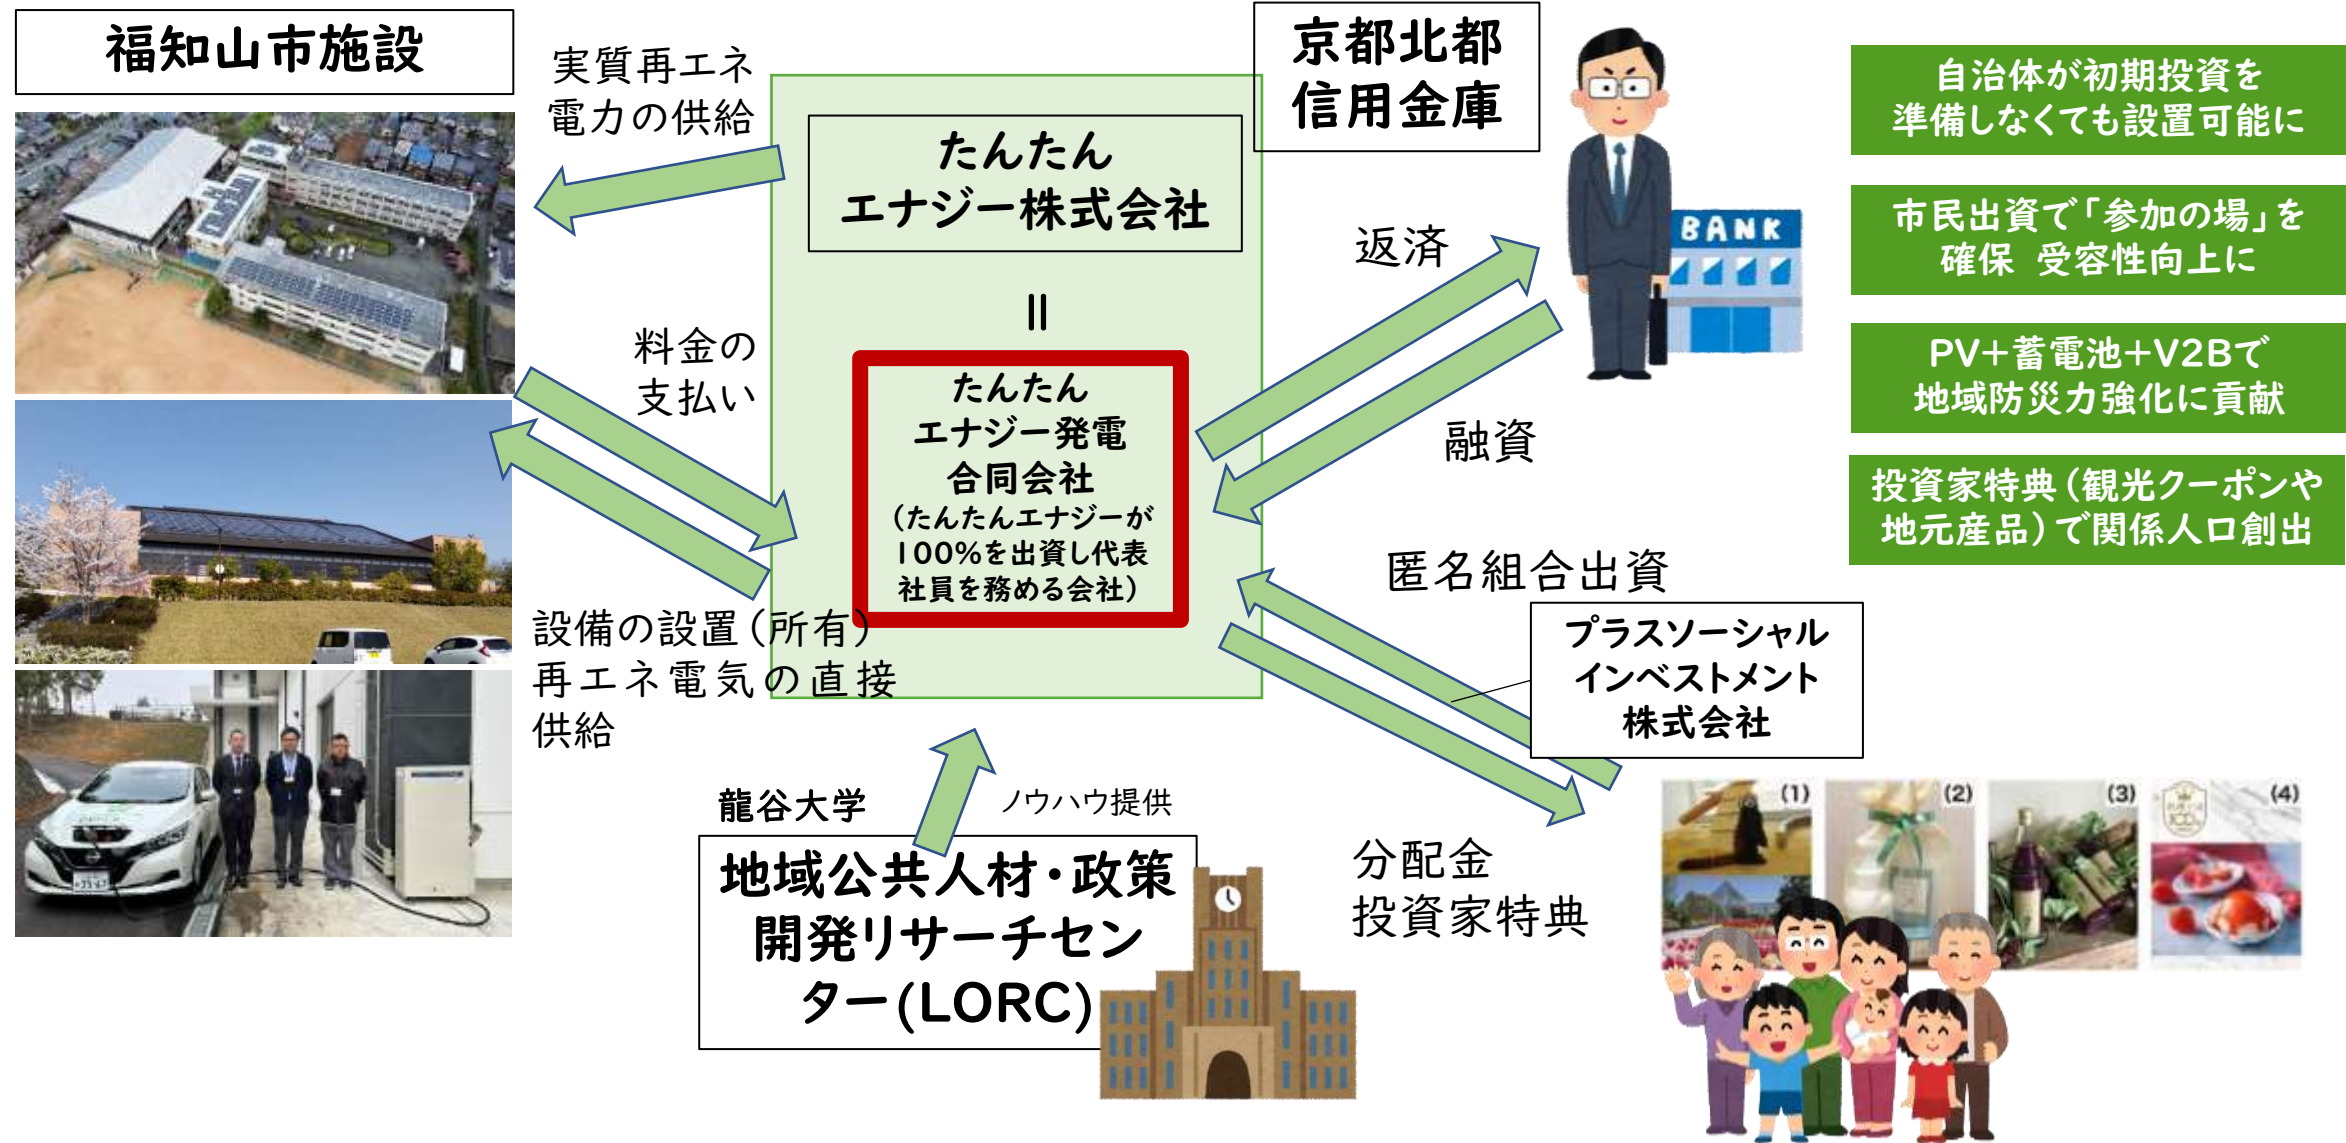 福知山市施設
実質再エネ
電力の供給
たんたん
エナジー株式会社
=
たんたん
エナジー発電
合同会社
(たんたんエナジーが
100%を出資し代表
社員を務める会社)
料金の
支払い
設備の設置(所有)
再エネ電気の直接
供給
京都北都
信用金庫
BANK
返済
融資
匿名組合出資
プラスソーシャル
インベストメント
株式会社
分配金
投資家特典
龍谷大学
ノウハウ提供
地域公共人材・政策
開発リサーチセン
ター(LORC)
自治体が初期投資を
準備しなくても設置可能に
市民出資で「参加の場」を
確保 受容性向上に
PV+蓄電池+V2Bで
地域防災力強化に貢献
投資家特典(観光クーポンや
地元産品)で関係人口創出
(1)
(2)
(3)
(4)